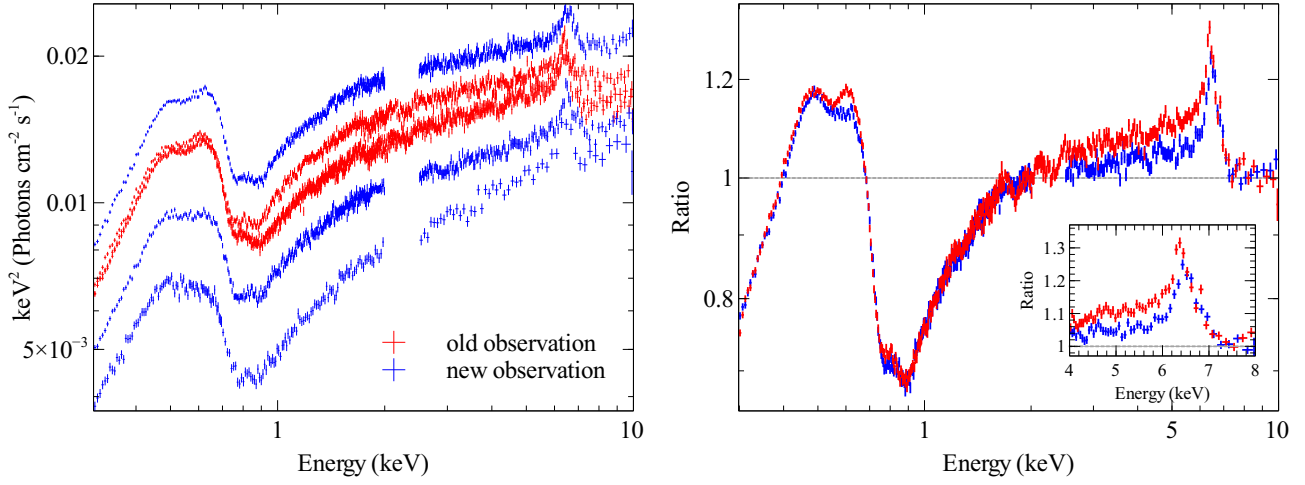 keV² (Photons cm⁻² s⁻¹)
0.02
0.01
5×10⁻³
old observation
new observation
1
10
Energy (keV)
Ratio
1.2
1
0.8
1
5
10
Energy (keV)
Ratio
1.3
1.2
1.1
1
4
5
6
7
8
Energy (keV)